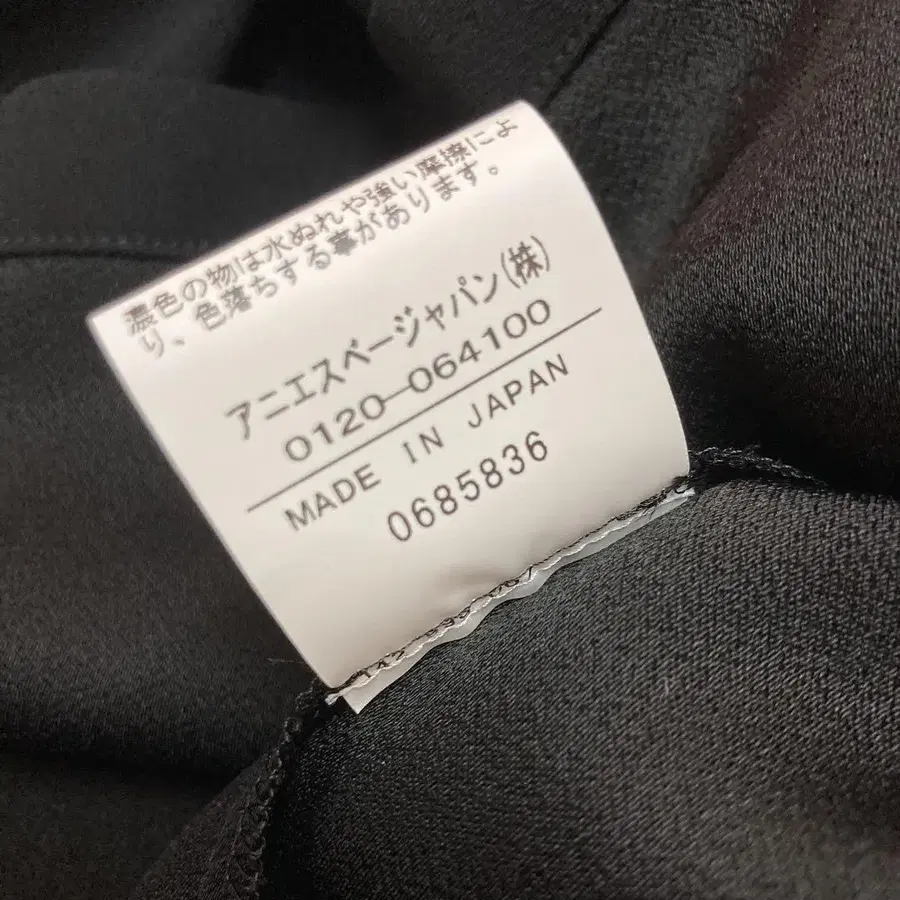 濃色の物は水ぬれや強い摩擦によ
り、色落ちする事があります。
アニエスベージャパン(株)
0120-064100
MADE IN JAPAN
0685836